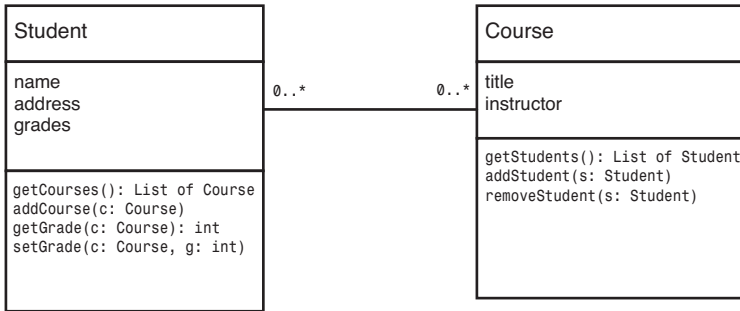 Student
name
address
grades
getCourses(): List of Course
addCourse(c: Course)
getGrade(c: Course): int
setGrade(c: Course, g: int)
0..*
0..*
Course
title
instructor
getStudents(): List of Student
addStudent(s: Student)
removeStudent(s: Student)